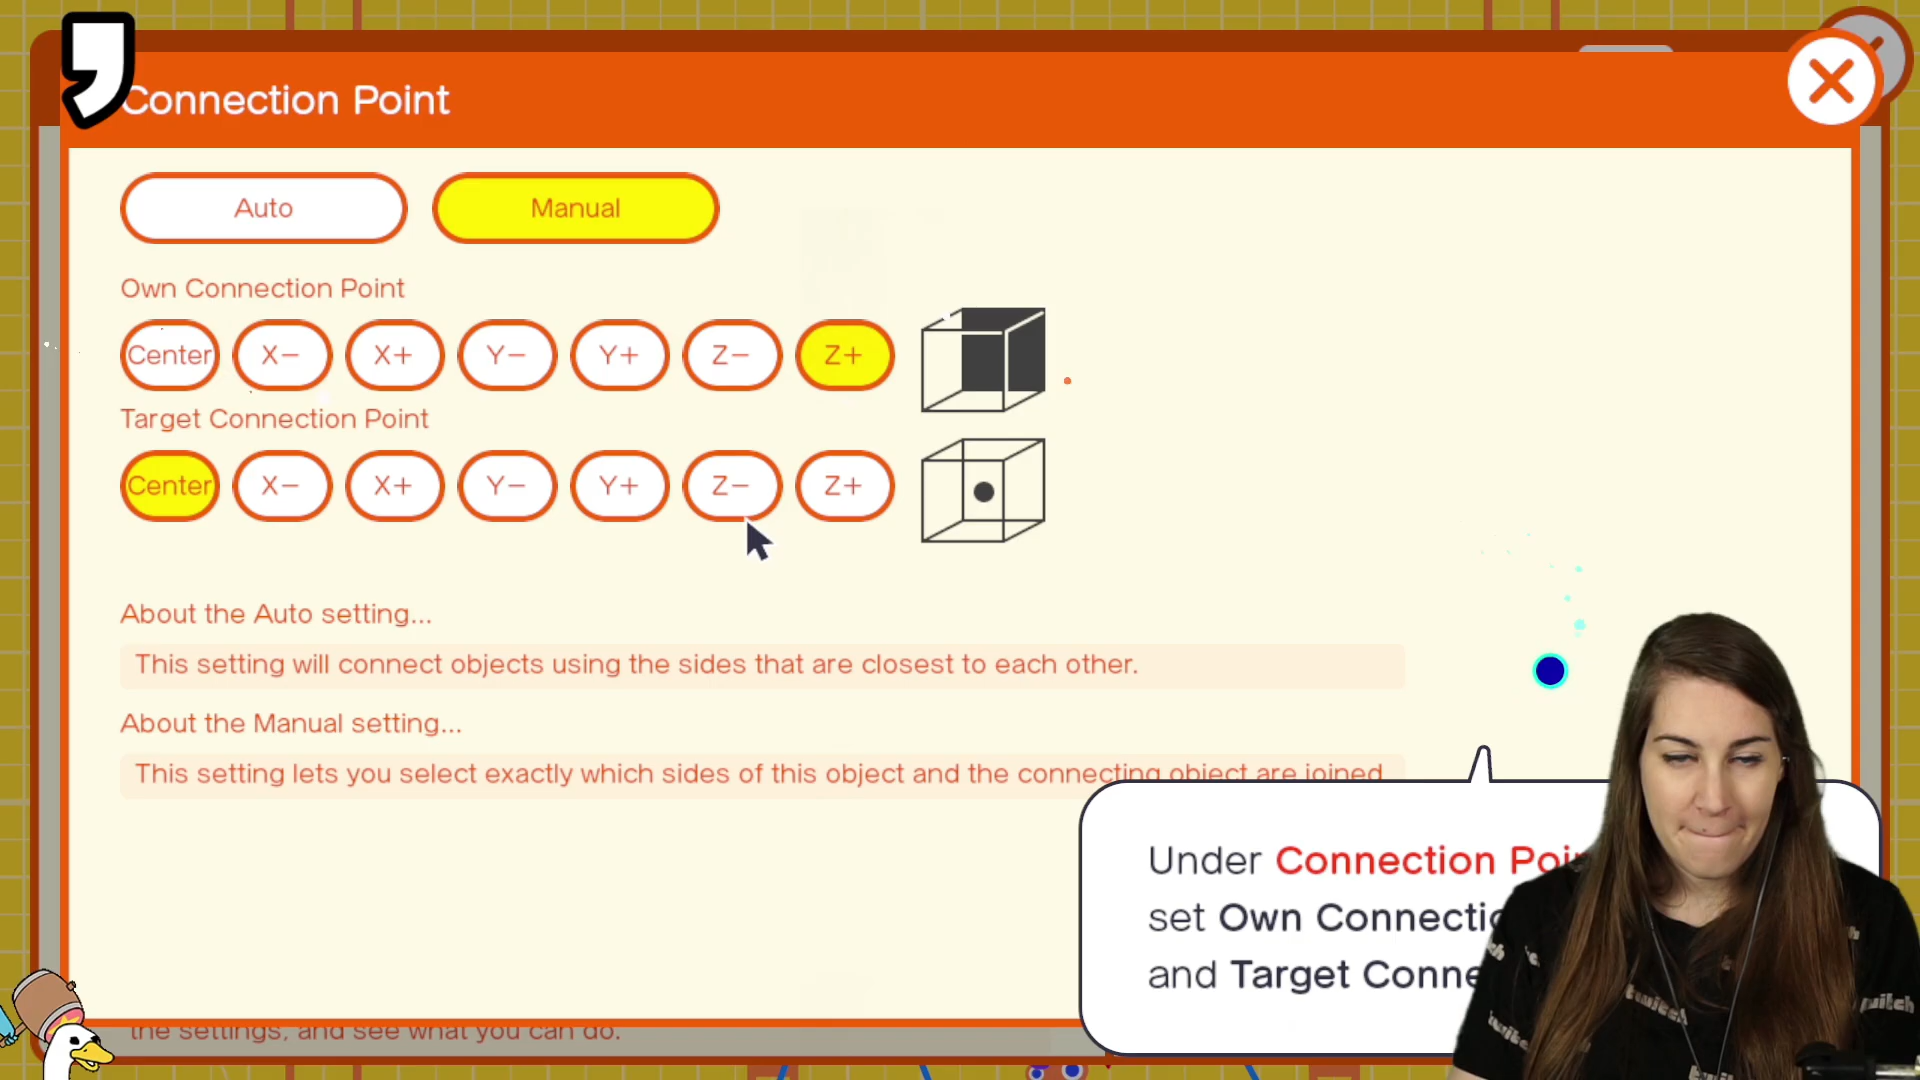 Connection Point
Auto Manual
Own Connection Point
Center X− X+ Y− Y+ Z− Z+
Target Connection Point
Center X− X+ Y− Y+ Z− Z+
About the Auto setting...
This setting will connect objects using the sides that are closest to each other.
About the Manual setting...
This setting lets you select exactly which sides of this object and the connecting object are joined
Under Connection
set Own
and Target
the settings, and see what you can do.
twitch